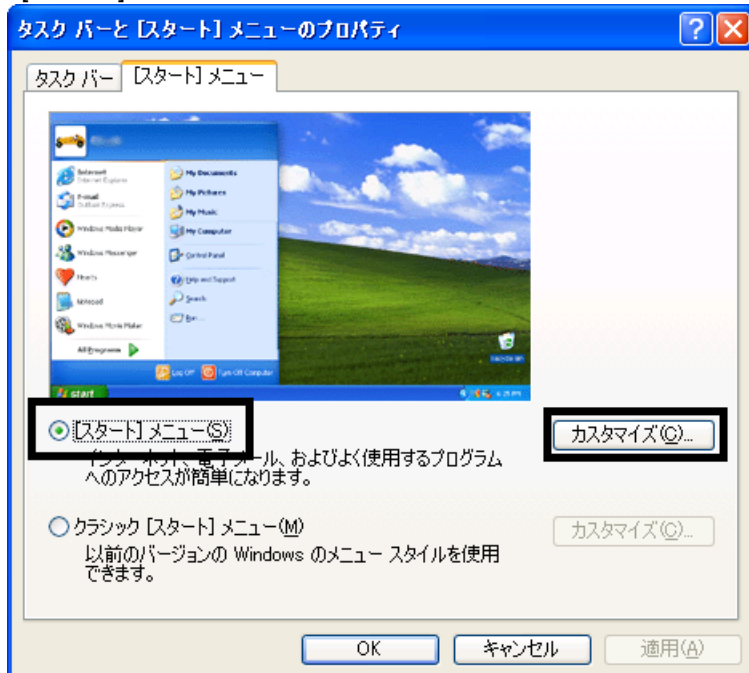 タスク バーと [スタート] メニューのプロパティ
タスク バー
[スタート] メニュー
Internet
Internet Explorer
E-mail
Outlook Express
Windows Media Player
Windows Messenger
Hearts
Notepad
Windows Movie Maker
All Programs
My Documents
My Pictures
My Music
My Computer
Control Panel
Help and Support
Search
Run...
Log Off
Turn Off Computer
start
[スタート] メニュー(S)
カスタマイズ(C)...
インターネット、電子メール、およびよく使用するプログラム
へのアクセスが簡単になります。
クラシック [スタート] メニュー(M)
カスタマイズ(C)...
以前のバージョンの Windows のメニュー スタイルを使用
できます。
OK
キャンセル
適用(A)